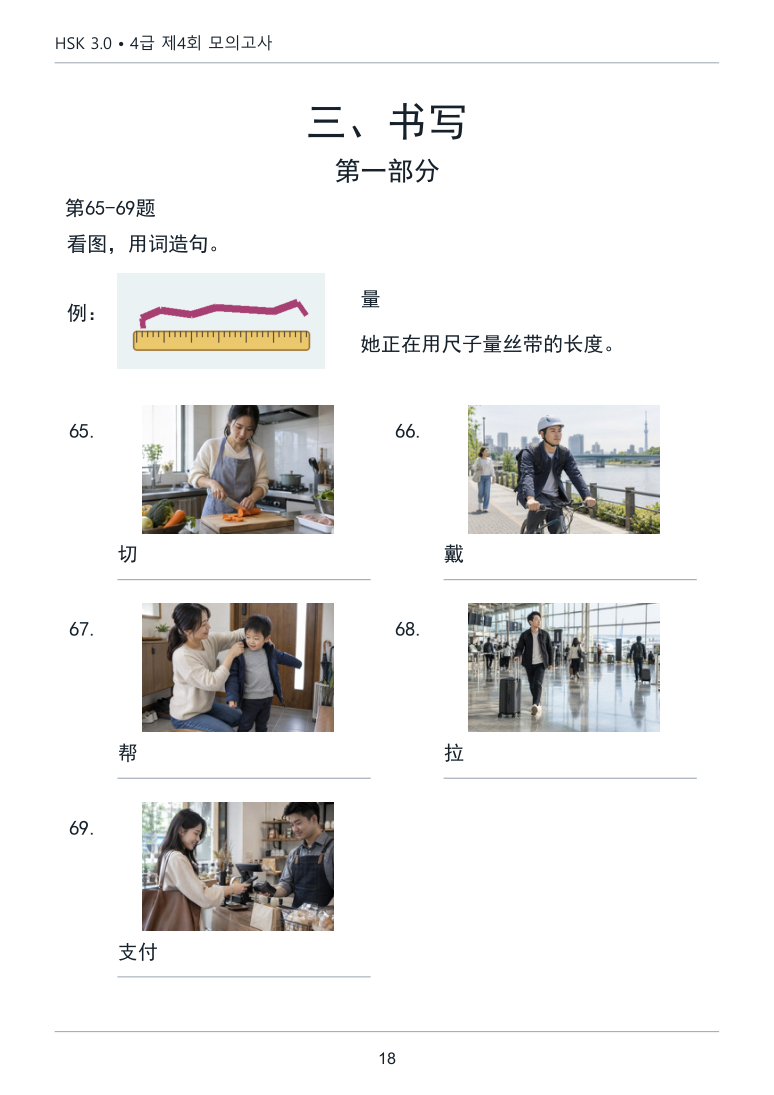 HSK 3.0 • 4급 제4회 모의고사
三、书写
第一部分
第65-69题
看图，用词造句。
例：
量
她正在用尺子量丝带的长度。
65.
切
66.
戴
67.
帮
68.
拉
69.
支付
18